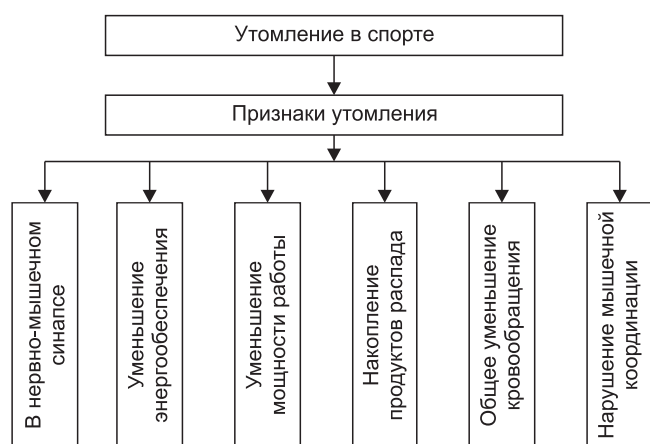 Утомление в спорте
Признаки утомления
В нервно-мышечном
синапсе
Уменьшение
энергообеспечения
Уменьшение
мощности работы
Накопление
продуктов распада
Общее уменьшение
кровообращения
Нарушение мышечной
координации